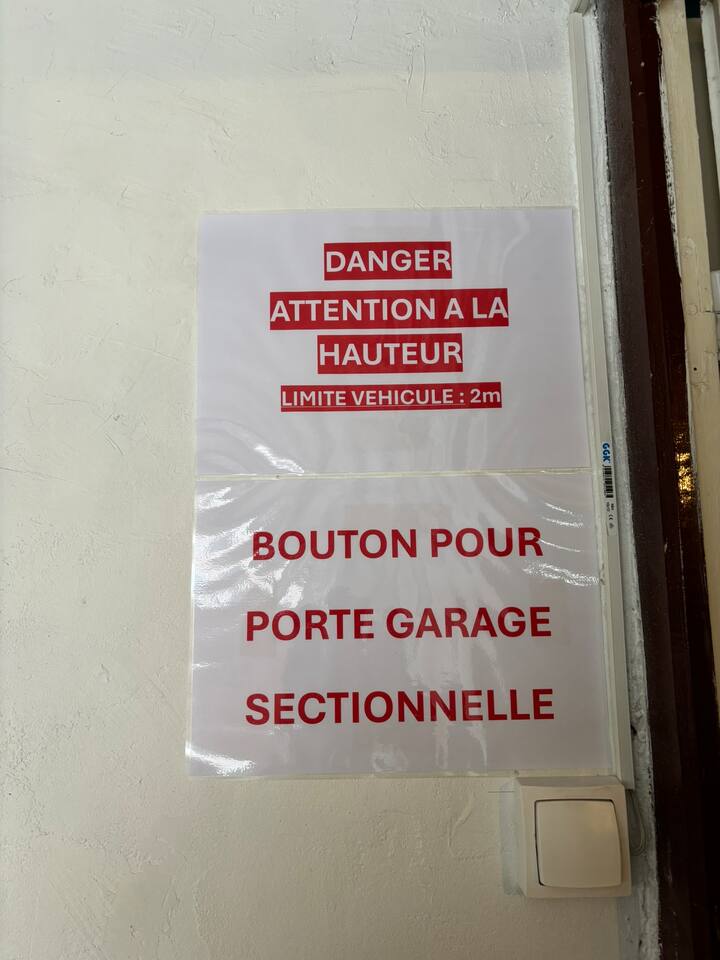 DANGER
ATTENTION A LA
HAUTEUR
LIMITE VEHICULE : 2m
GGK
BOUTON POUR
PORTE GARAGE
SECTIONNELLE